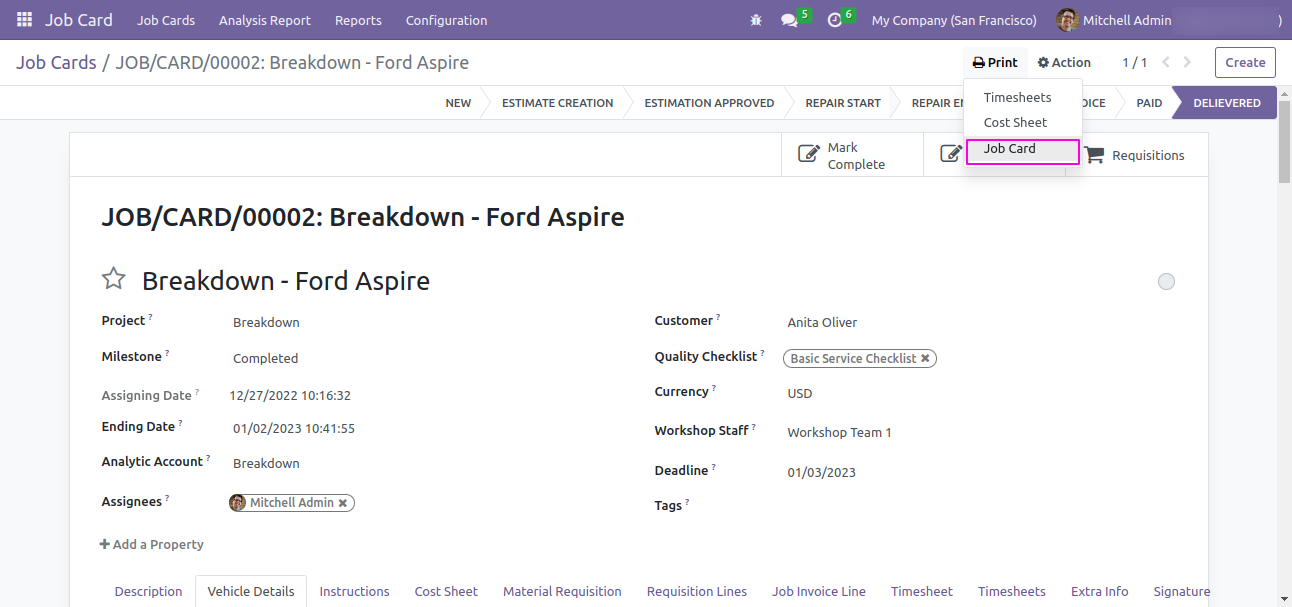 Job Card Job Cards Analysis Report Reports Configuration 5 6 My Company (San Francisco) Mitchell Admin )
Job Cards / JOB/CARD/00002: Breakdown - Ford Aspire Print Action 1 / 1 Create
NEW ESTIMATE CREATION ESTIMATION APPROVED REPAIR START REPAIR EN OICE PAID DELIEVERED
Timesheets
Cost Sheet
Job Card
Mark Complete
Requisitions
JOB/CARD/00002: Breakdown - Ford Aspire
Breakdown - Ford Aspire
Project ? Breakdown
Milestone ? Completed
Assigning Date ? 12/27/2022 10:16:32
Ending Date ? 01/02/2023 10:41:55
Analytic Account ? Breakdown
Assignees ? Mitchell Admin ✖
Customer ? Anita Oliver
Quality Checklist ? Basic Service Checklist ✖
Currency ? USD
Workshop Staff ? Workshop Team 1
Deadline ? 01/03/2023
Tags ?
+ Add a Property
Description Vehicle Details Instructions Cost Sheet Material Requisition Requisition Lines Job Invoice Line Timesheet Timesheets Extra Info Signature